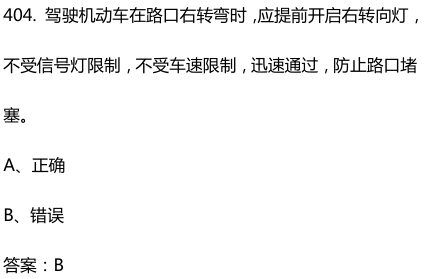 404. 驾驶机动车在路口右转弯时，应提前开启右转向灯，
不受信号灯限制，不受车速限制，迅速通过，防止路口堵
塞。
A、正确
B、错误
答案：B